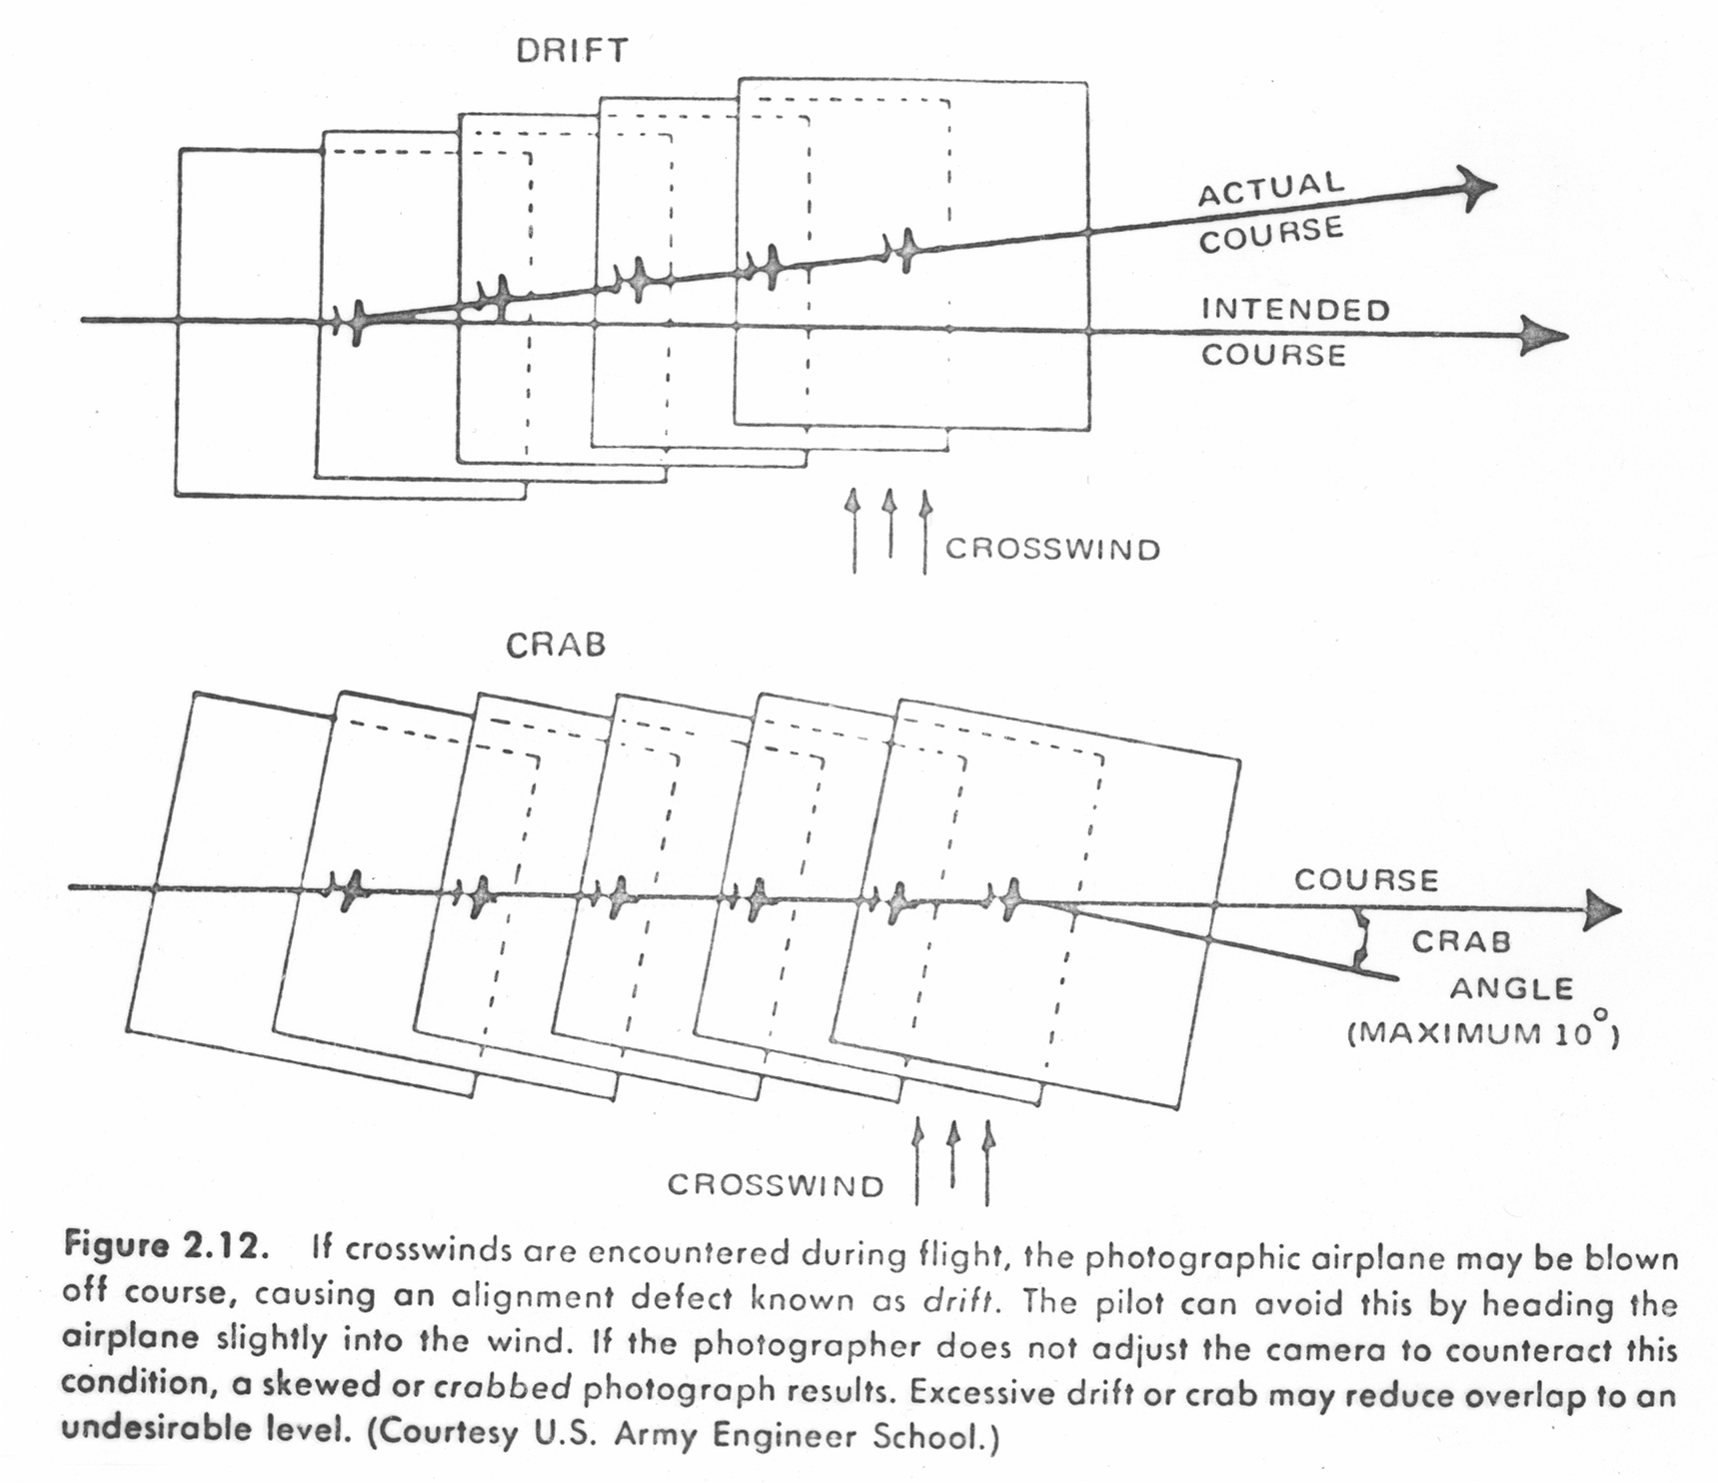 DRIFT
ACTUAL
COURSE
INTENDED
COURSE
CROSSWIND
CRAB
COURSE
CRAB
ANGLE
(MAXIMUM 10°)
CROSSWIND
Figure 2.12. If crosswinds are encountered during flight, the photographic airplane may be blown
off course, causing an alignment defect known as drift. The pilot can avoid this by heading the
airplane slightly into the wind. If the photographer does not adjust the camera to counteract this
condition, a skewed or crabbed photograph results. Excessive drift or crab may reduce overlap to an
undesirable level. (Courtesy U.S. Army Engineer School.)